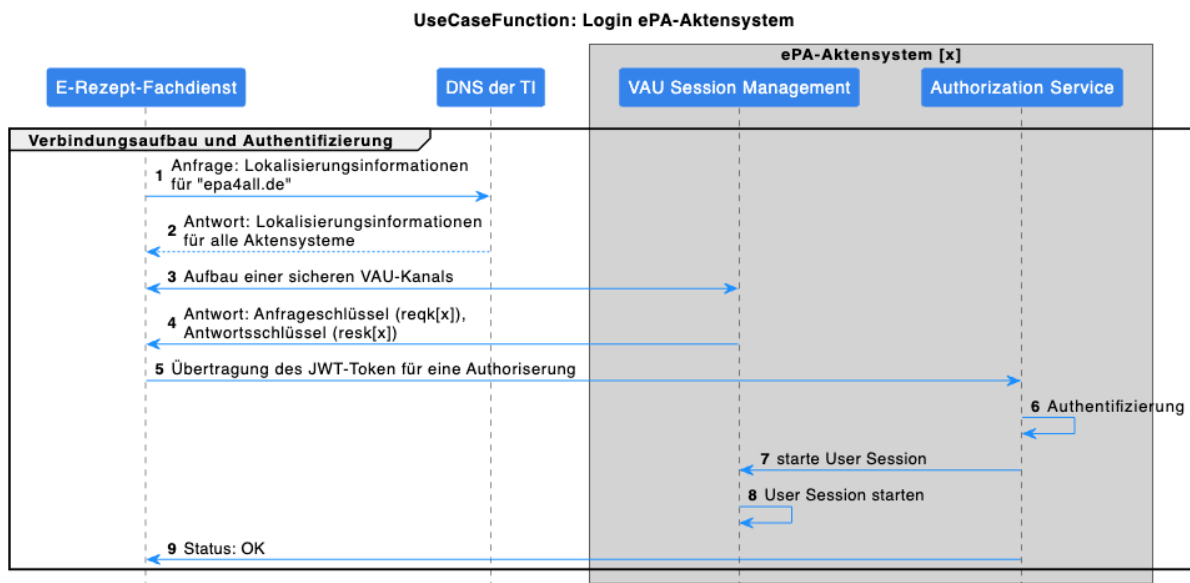 UseCaseFunction: Login ePA-Aktensystem
ePA-Aktensystem [x]
E-Rezept-Fachdienst
DNS der TI
VAU Session Management
Authorization Service
Verbindungsaufbau und Authentifizierung
1 Anfrage: Lokalisierungsinformationen
für "epa4all.de"
2 Antwort: Lokalisierungsinformationen
für alle Aktensysteme
3 Aufbau einer sicheren VAU-Kanals
4 Antwort: Anfrageschlüssel (reqk[x]),
Antwortsschlüssel (resk[x])
5 Übertragung des JWT-Token für eine Authoriserung
6 Authentifizierung
7 starte User Session
8 User Session starten
9 Status: OK